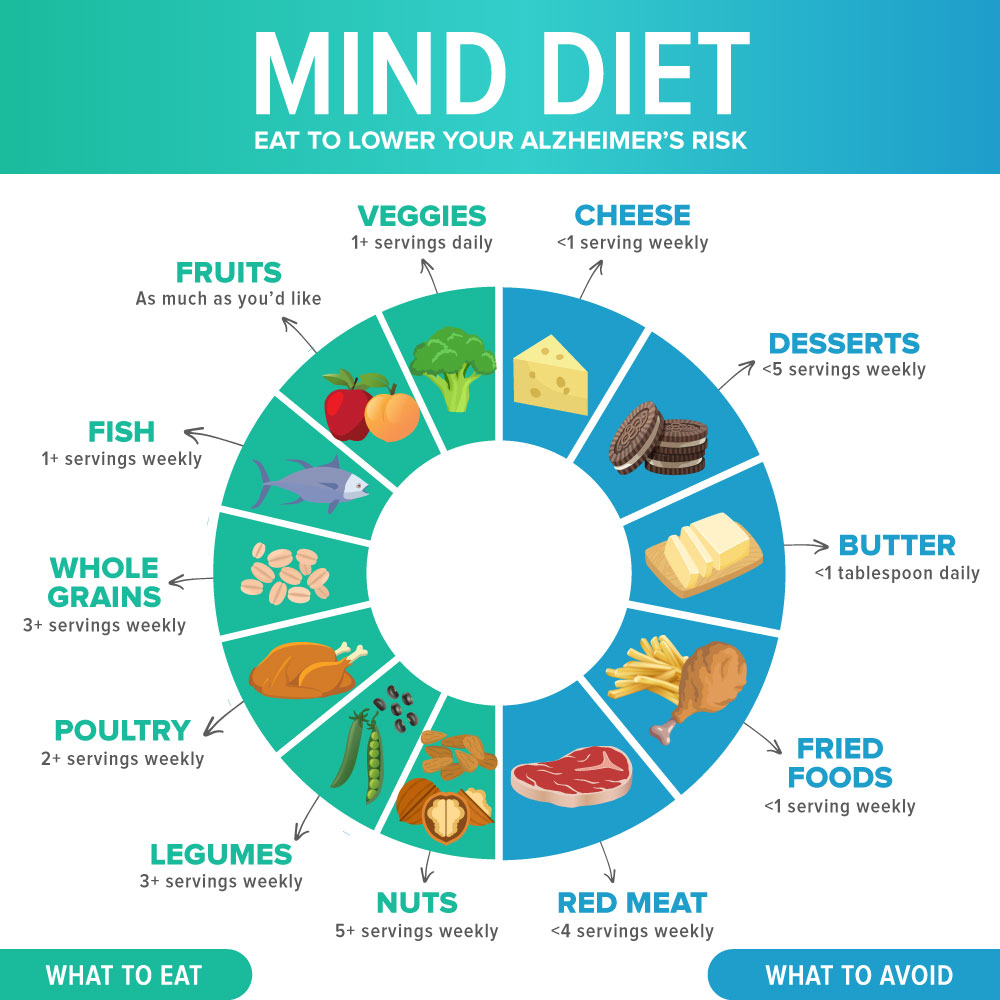 MIND DIET
EAT TO LOWER YOUR ALZHEIMER'S RISK
VEGGIES
1+ servings daily
CHEESE
<1 serving weekly
FRUITS
As much as you'd like
DESSERTS
<5 servings weekly
FISH
1+ servings weekly
BUTTER
<1 tablespoon daily
WHOLE
GRAINS
3+ servings weekly
POULTRY
2+ servings weekly
FRIED
FOODS
<1 serving weekly
LEGUMES
3+ servings weekly
NUTS
5+ servings weekly
RED MEAT
<4 servings weekly
WHAT TO EAT
WHAT TO AVOID